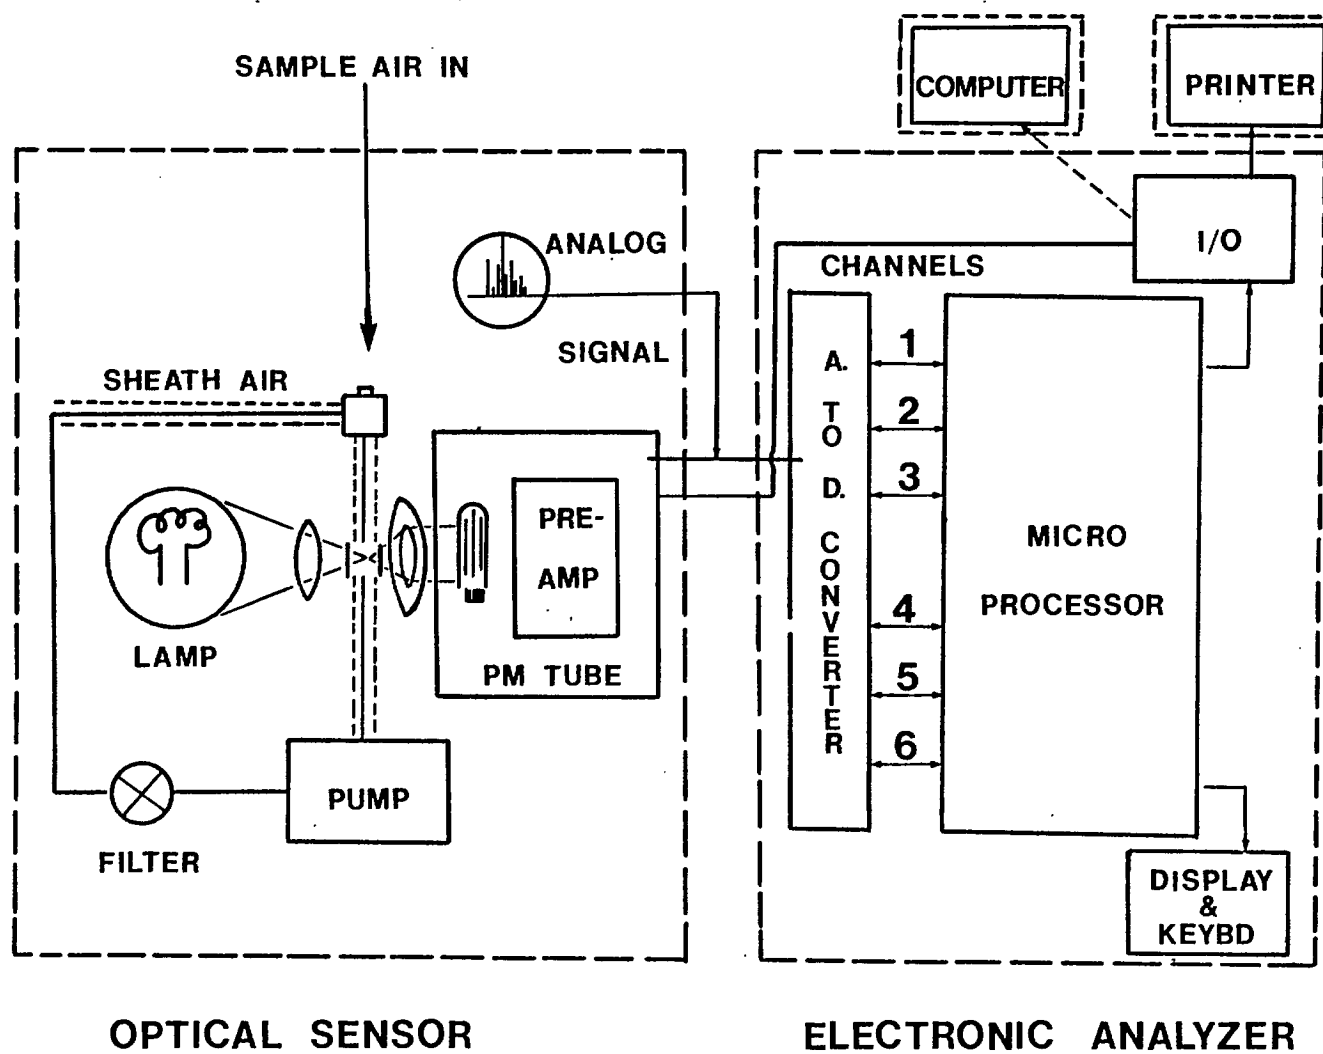 SAMPLE AIR IN
COMPUTER
PRINTER
ANALOG
SIGNAL
SHEATH AIR
LAMP
PRE-
AMP
PM TUBE
PUMP
FILTER
I/O
CHANNELS
A.
TO
D.
CONVERTER
1
2
3
4
5
6
MICRO
PROCESSOR
DISPLAY
&
KEYBD
OPTICAL SENSOR
ELECTRONIC ANALYZER